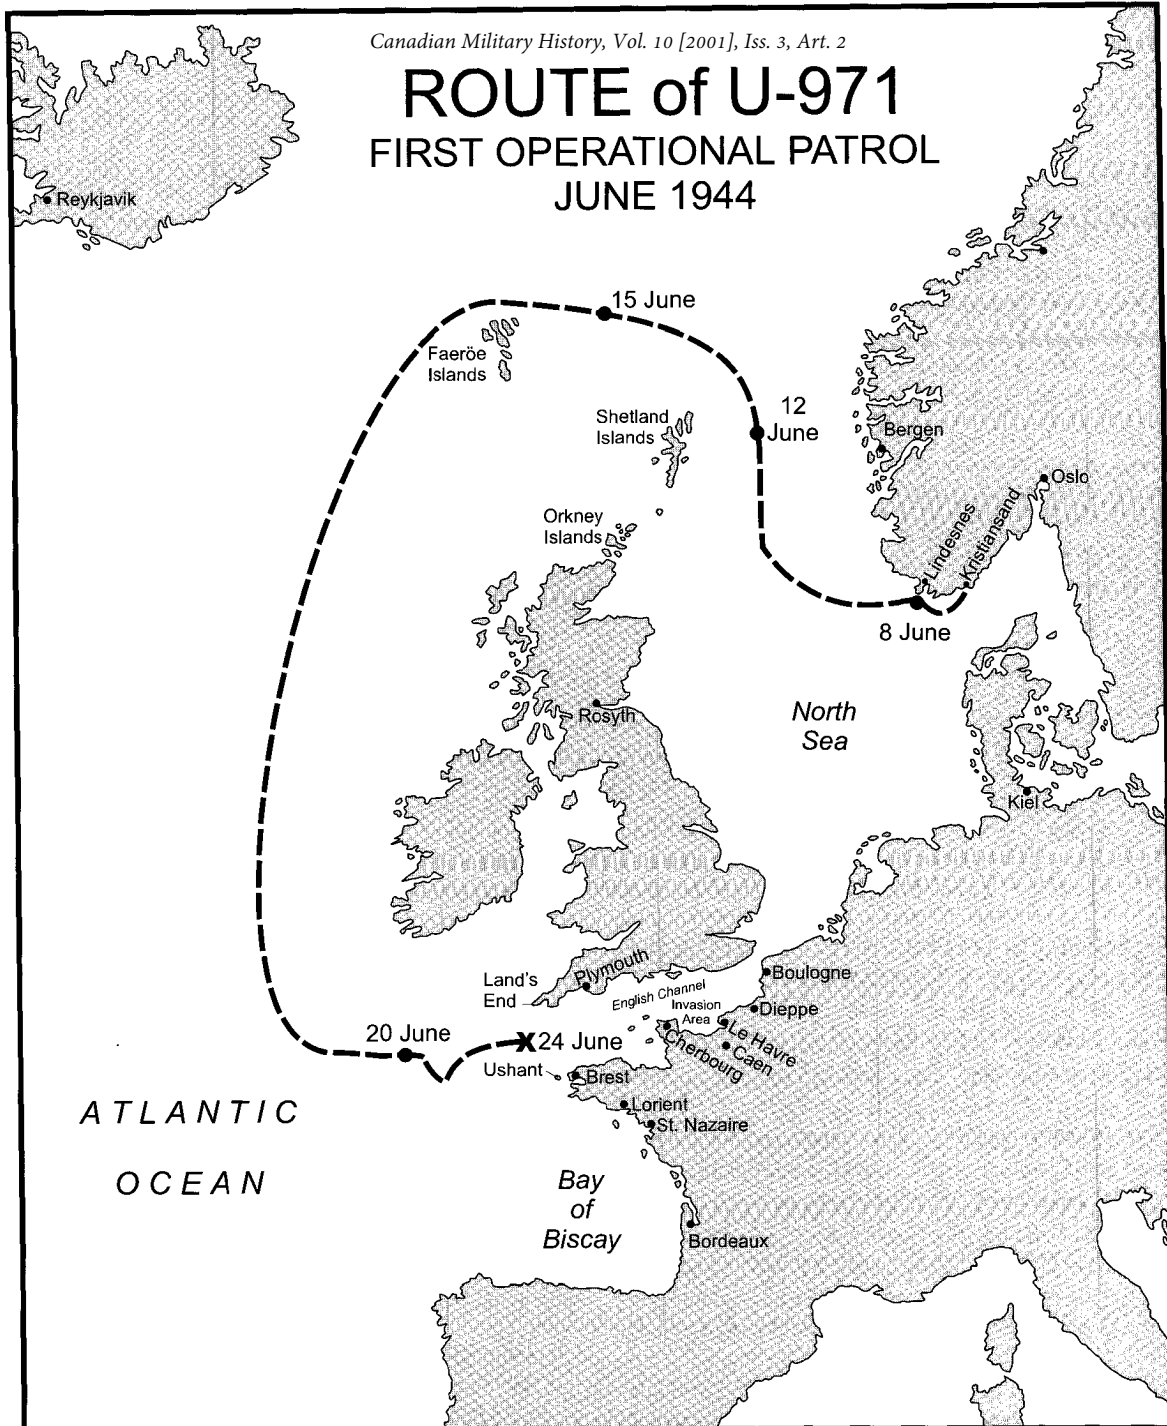 Canadian Military History, Vol. 10 [2001], Iss. 3, Art. 2
ROUTE of U-971
FIRST OPERATIONAL PATROL
JUNE 1944
Reykjavik
15 June
Faeröe
Islands
12
June
Shetland
Islands
Bergen
Oslo
Orkney
Islands
Lindesnes
Kristiansand
8 June
Rosyth
North
Sea
Kiel
Plymouth
Land's
End
English Channel
Invasion
Area
Boulogne
Dieppe
Le Havre
Caen
Cherbourg
20 June
X 24 June
Ushant
Brest
Lorient
St. Nazaire
ATLANTIC
OCEAN
Bay
of
Biscay
Bordeaux